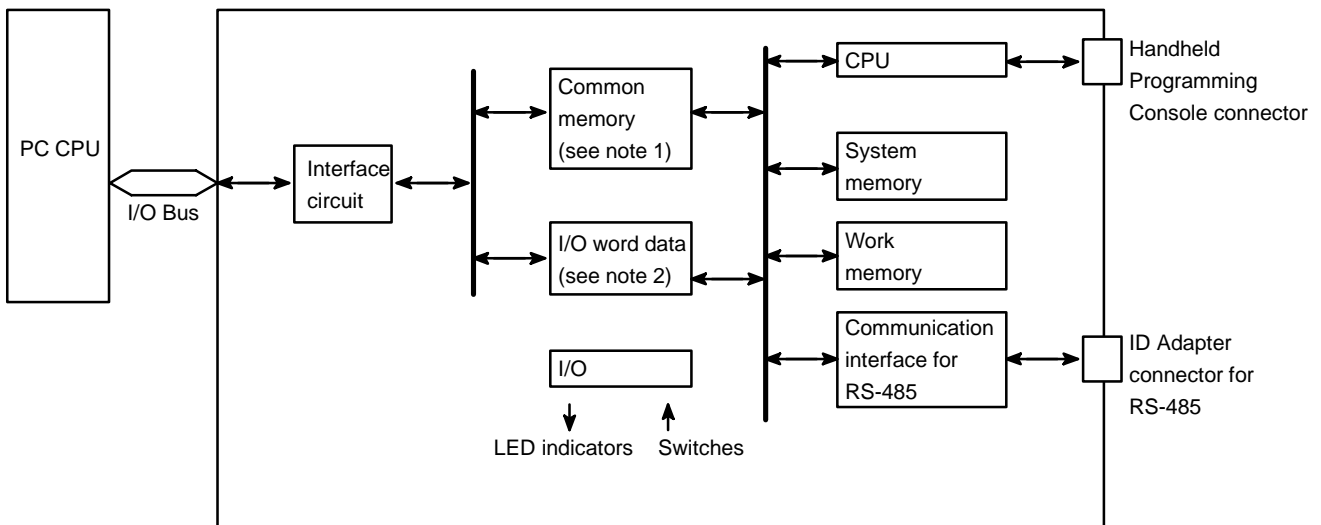 PC CPU
I/O Bus
Interface
circuit
Common
memory
(see note 1)
I/O word data
(see note 2)
I/O
LED indicators
Switches
CPU
System
memory
Work
memory
Communication
interface for
RS-485
Handheld
Programming
Console connector
ID Adapter
connector for
RS-485